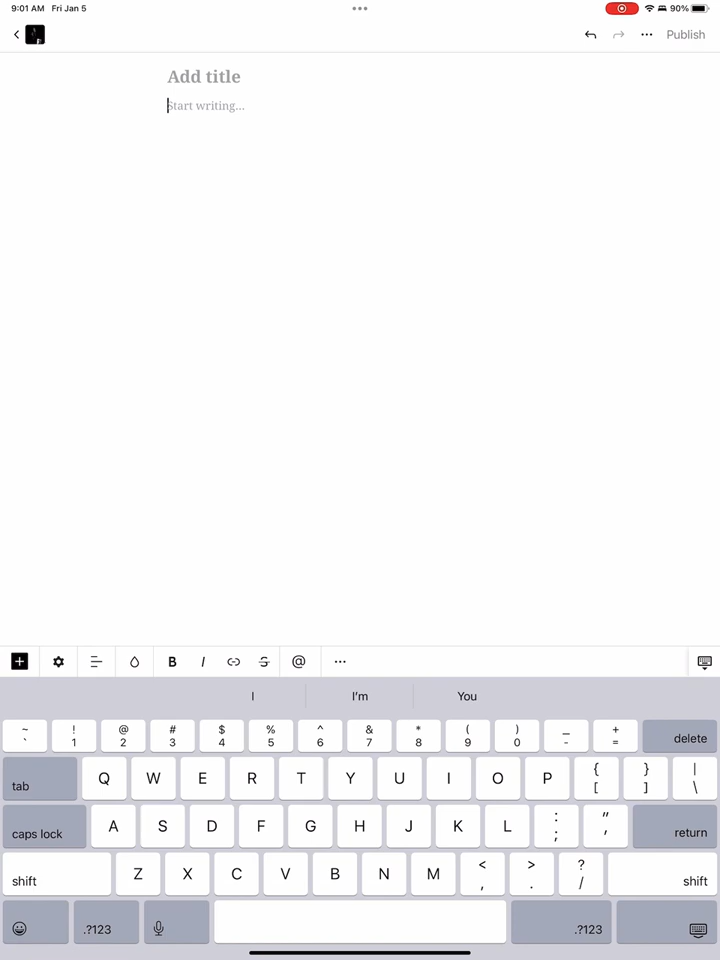 9:01 AM Fri Jan 5
90%
Publish
Add title
Start writing...
B I S @
I I'm You
~ ! @ # $ % ^ & * ( ) _ +
` 1 2 3 4 5 6 7 8 9 0 - = delete
tab Q W E R T Y U I O P { [ } ] | \
caps lock A S D F G H J K L : ; " ' return
shift Z X C V B N M < , > . ? / shift
.?123 .?123